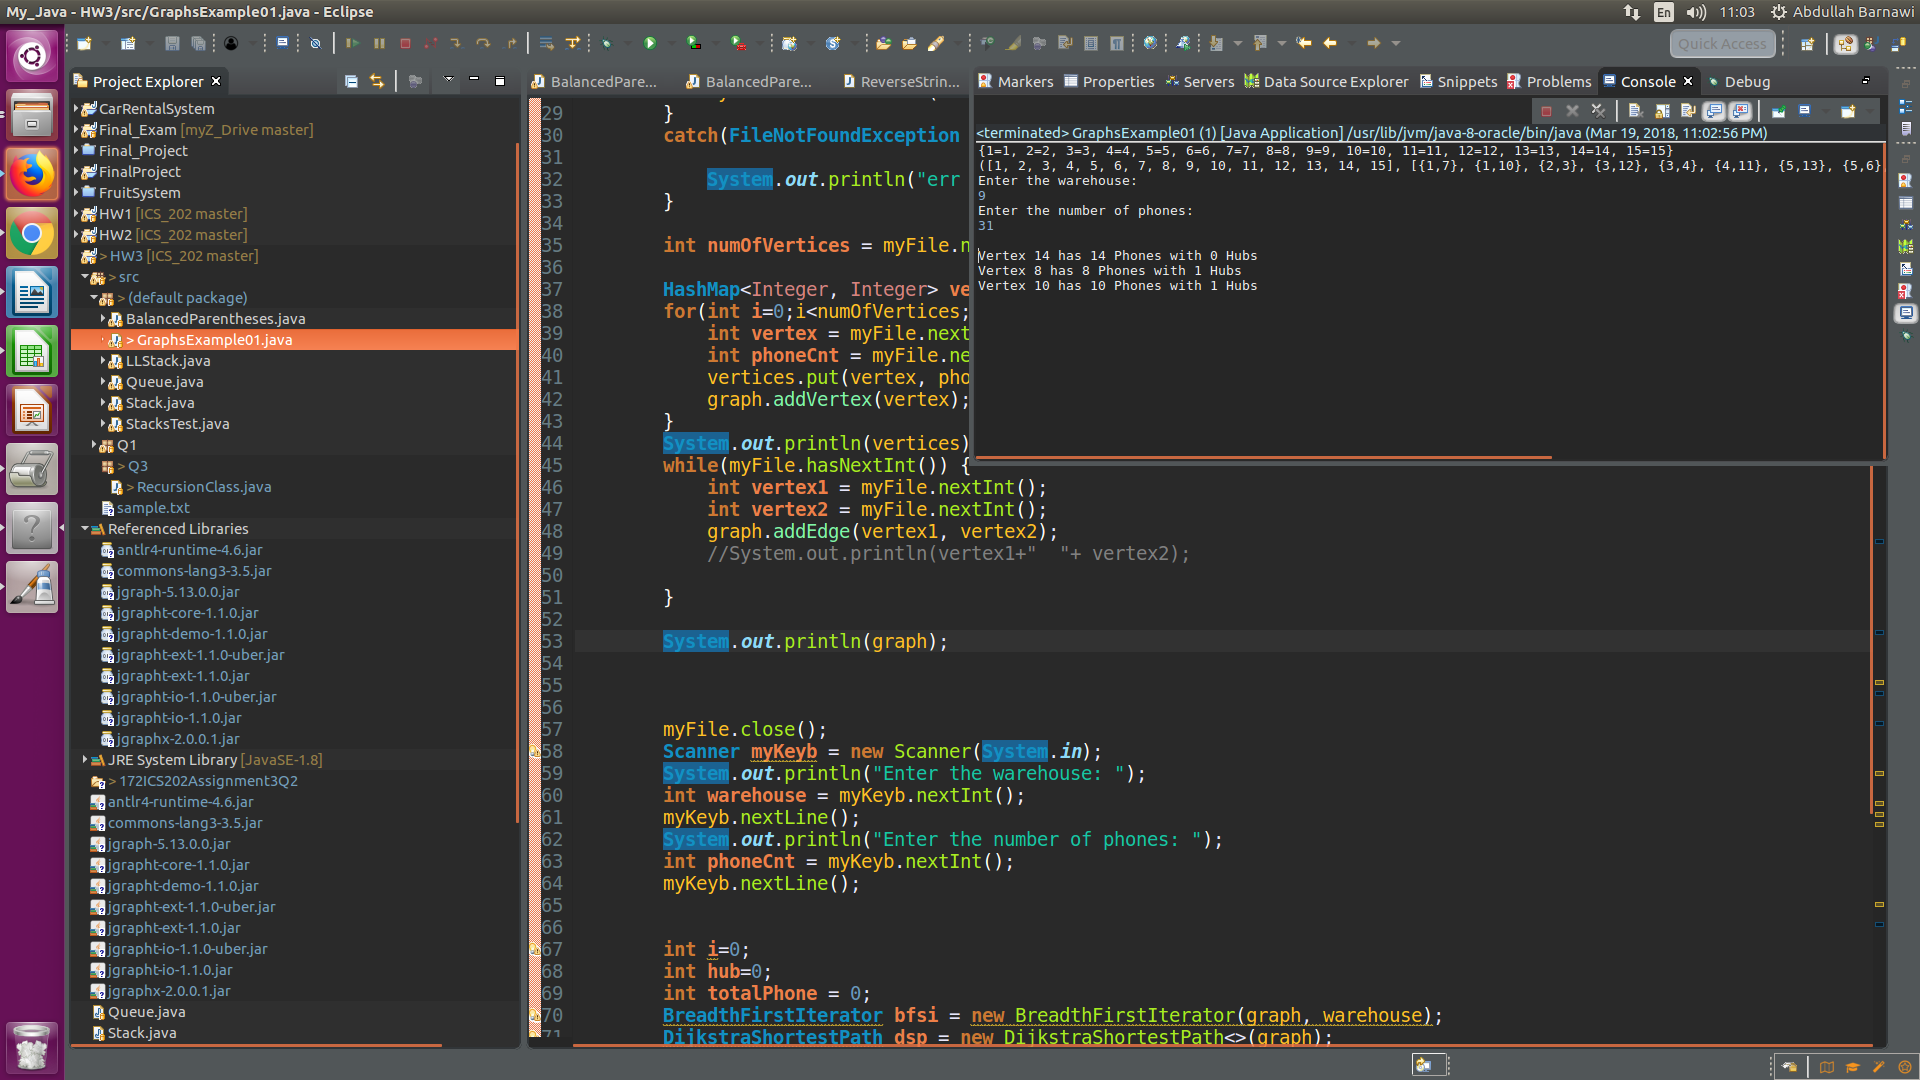 My_Java - HW3/src/GraphsExample01.java - Eclipse
En
11:03
Abdullah Barnawi
Quick Access
Project Explorer
CarRentalSystem
Final_Exam [myZ_Drive master]
Final_Project
FinalProject
FruitSystem
HW1 [ICS_202 master]
HW2 [ICS_202 master]
> HW3 [ICS_202 master]
> src
> (default package)
BalancedParentheses.java
> GraphsExample01.java
LLStack.java
Queue.java
Stack.java
StacksTest.java
Q1
> Q3
> RecursionClass.java
sample.txt
Referenced Libraries
antlr4-runtime-4.6.jar
commons-lang3-3.5.jar
jgraph-5.13.0.0.jar
jgrapht-core-1.1.0.jar
jgrapht-demo-1.1.0.jar
jgrapht-ext-1.1.0-uber.jar
jgrapht-ext-1.1.0.jar
jgrapht-io-1.1.0-uber.jar
jgrapht-io-1.1.0.jar
jgraphx-2.0.0.1.jar
JRE System Library [JavaSE-1.8]
> 172ICS202Assignment3Q2
antlr4-runtime-4.6.jar
commons-lang3-3.5.jar
jgraph-5.13.0.0.jar
jgrapht-core-1.1.0.jar
jgrapht-demo-1.1.0.jar
jgrapht-ext-1.1.0-uber.jar
jgrapht-ext-1.1.0.jar
jgrapht-io-1.1.0-uber.jar
jgrapht-io-1.1.0.jar
jgraphx-2.0.0.1.jar
Queue.java
Stack.java
BalancedPare...
BalancedPare...
ReverseStrin...
29 }
30 catch(FileNotFoundException
31
32 System.out.println("err
33 }
34
35 int numOfVertices = myFile.n
36
37 HashMap<Integer, Integer> ve
38 for(int i=0;i<numOfVertices;
39 int vertex = myFile.next
40 int phoneCnt = myFile.ne
41 vertices.put(vertex, pho
42 graph.addVertex(vertex);
43 }
44 System.out.println(vertices)
45 while(myFile.hasNextInt()) {
46 int vertex1 = myFile.nextInt();
47 int vertex2 = myFile.nextInt();
48 graph.addEdge(vertex1, vertex2);
49 //System.out.println(vertex1+"  "+ vertex2);
50
51 }
52
53 System.out.println(graph);
54
55
56
57 myFile.close();
58 Scanner myKeyb = new Scanner(System.in);
59 System.out.println("Enter the warehouse: ");
60 int warehouse = myKeyb.nextInt();
61 myKeyb.nextLine();
62 System.out.println("Enter the number of phones: ");
63 int phoneCnt = myKeyb.nextInt();
64 myKeyb.nextLine();
65
66
67 int i=0;
68 int hub=0;
69 int totalPhone = 0;
70 BreadthFirstIterator bfsi = new BreadthFirstIterator(graph, warehouse);
71 DijkstraShortestPath dsp = new DijkstraShortestPath<>(graph);
Markers
Properties
Servers
Data Source Explorer
Snippets
Problems
Console
Debug
<terminated> GraphsExample01 (1) [Java Application] /usr/lib/jvm/java-8-oracle/bin/java (Mar 19, 2018, 11:02:56 PM)
{1=1, 2=2, 3=3, 4=4, 5=5, 6=6, 7=7, 8=8, 9=9, 10=10, 11=11, 12=12, 13=13, 14=14, 15=15}
([1, 2, 3, 4, 5, 6, 7, 8, 9, 10, 11, 12, 13, 14, 15], [{1,7}, {1,10}, {2,3}, {3,12}, {3,4}, {4,11}, {5,13}, {5,6}
Enter the warehouse:
9
Enter the number of phones:
31
Vertex 14 has 14 Phones with 0 Hubs
Vertex 8 has 8 Phones with 1 Hubs
Vertex 10 has 10 Phones with 1 Hubs